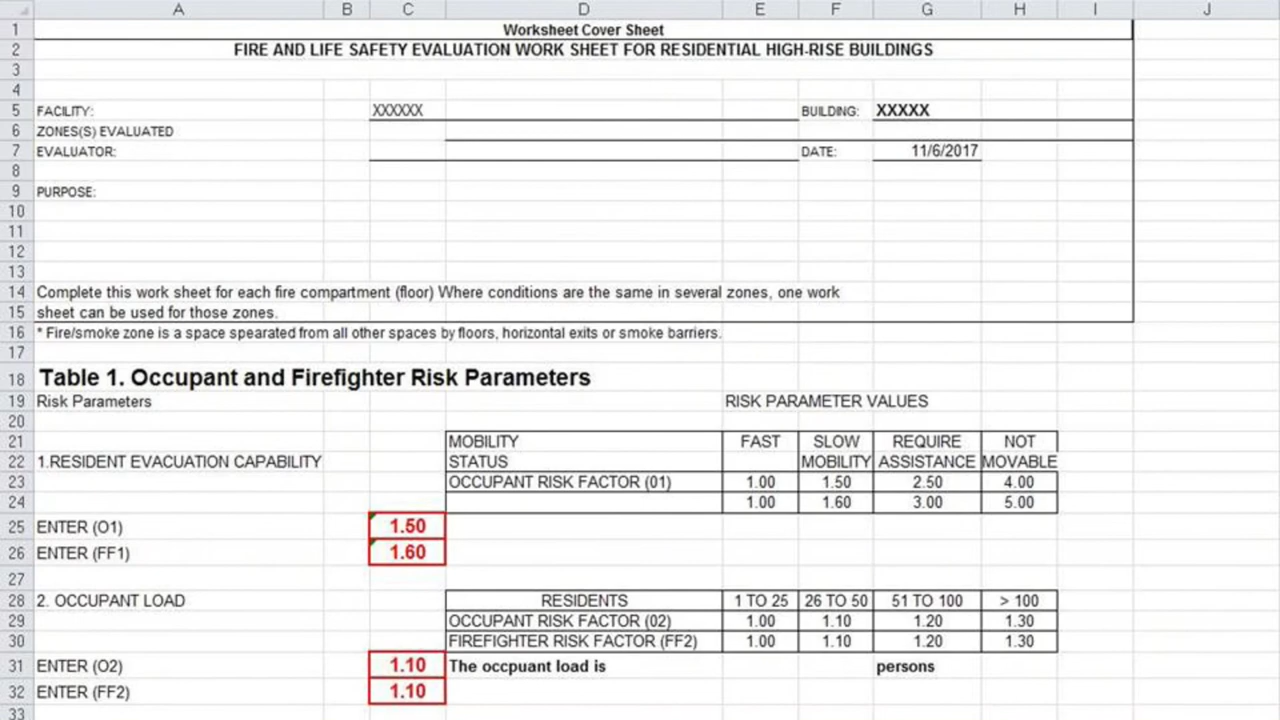 A B C D E F G H I J
1 Worksheet Cover Sheet
2 FIRE AND LIFE SAFETY EVALUATION WORK SHEET FOR RESIDENTIAL HIGH-RISE BUILDINGS
3
4
5 FACILITY: XXXXXX BUILDING: XXXXX
6 ZONES(S) EVALUATED
7 EVALUATOR: DATE: 11/6/2017
8
9 PURPOSE:
10
11
12
13
14 Complete this work sheet for each fire compartment (floor) Where conditions are the same in several zones, one work
15 sheet can be used for those zones.
16 * Fire/smoke zone is a space spearated from all other spaces by floors, horizontal exits or smoke barriers.
17
18 Table 1. Occupant and Firefighter Risk Parameters
19 Risk Parameters RISK PARAMETER VALUES
20
21 MOBILITY FAST SLOW REQUIRE NOT
22 1.RESIDENT EVACUATION CAPABILITY STATUS MOBILITY ASSISTANCE MOVABLE
23 OCCUPANT RISK FACTOR (01) 1.00 1.50 2.50 4.00
24 1.00 1.60 3.00 5.00
25 ENTER (O1) 1.50
26 ENTER (FF1) 1.60
27
28 2. OCCUPANT LOAD RESIDENTS 1 TO 25 26 TO 50 51 TO 100 > 100
29 OCCUPANT RISK FACTOR (02) 1.00 1.10 1.20 1.30
30 FIREFIGHTER RISK FACTOR (FF2) 1.00 1.10 1.20 1.30
31 ENTER (O2) 1.10 The occpuant load is persons
32 ENTER (FF2) 1.10
33